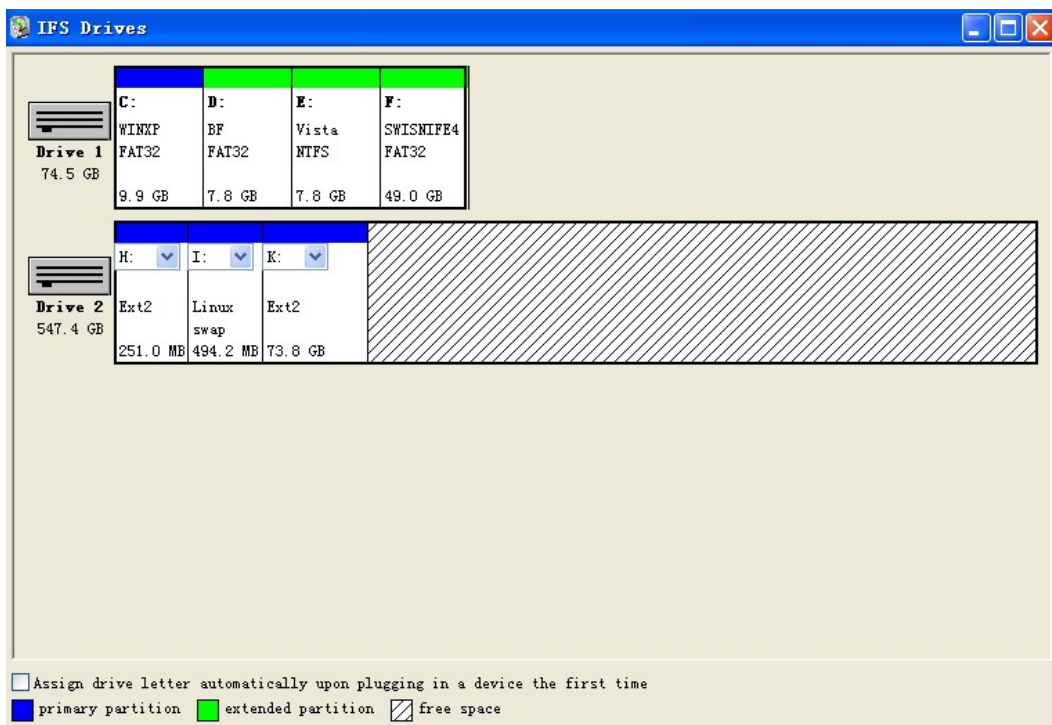 IFS Drives
C: D: E: F:
WINXP BF Vista SWISNIFE4
Drive 1 FAT32 FAT32 NTFS FAT32
74.5 GB
9.9 GB 7.8 GB 7.8 GB 49.0 GB
H: I: K:
Drive 2 Ext2 Linux Ext2
547.4 GB swap
251.0 MB 494.2 MB 73.8 GB
Assign drive letter automatically upon plugging in a device the first time
primary partition extended partition free space